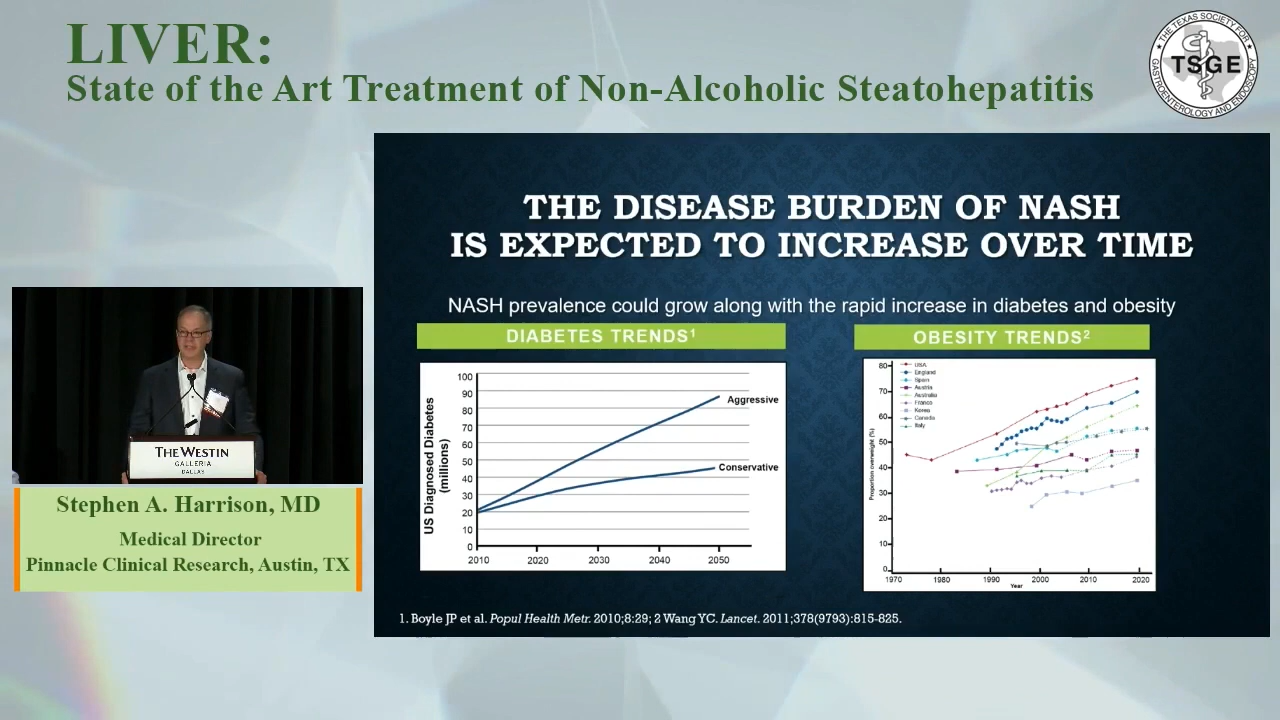 LIVER:
State of the Art Treatment of Non-Alcoholic Steatohepatitis
THE TEXAS SOCIETY FOR
TSGE
GASTROENTEROLOGY AND ENDOSCOPY
THE DISEASE BURDEN OF NASH
IS EXPECTED TO INCREASE OVER TIME
NASH prevalence could grow along with the rapid increase in diabetes and obesity
DIABETES TRENDS¹
US Diagnosed Diabetes
(millions)
100
90
80
70
60
50
40
30
20
10
0
2010
2020
2030
2040
2050
Aggressive
Conservative
OBESITY TRENDS²
Proportion overweight (%)
80
70
60
50
40
30
20
10
0
USA
England
Spain
Austria
Australia
France
Korea
Canada
Italy
1970
1980
1990
2000
2010
2020
Year
1. Boyle JP et al. Popul Health Metr. 2010;8:29; 2 Wang YC. Lancet. 2011;378(9793):815-825.
THE WESTIN
GALLERIA
DALLAS
Stephen A. Harrison, MD
Medical Director
Pinnacle Clinical Research, Austin, TX